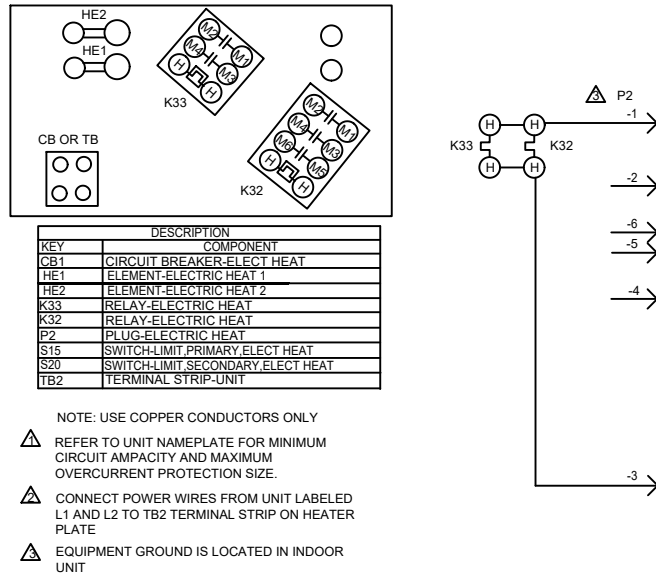 HE2
HE1
M2 M1
M4 M3
H H
K33
M2 M1
M4 M3
M6 M5
H H
K32
CB OR TB
DESCRIPTION
KEY COMPONENT
CB1 CIRCUIT BREAKER-ELECT HEAT
HE1 ELEMENT-ELECTRIC HEAT 1
HE2 ELEMENT-ELECTRIC HEAT 2
K33 RELAY-ELECTRIC HEAT
K32 RELAY-ELECTRIC HEAT
P2 PLUG-ELECTRIC HEAT
S15 SWITCH-LIMIT,PRIMARY,ELECT HEAT
S20 SWITCH-LIMIT,SECONDARY,ELECT HEAT
TB2 TERMINAL STRIP-UNIT
NOTE: USE COPPER CONDUCTORS ONLY
1 REFER TO UNIT NAMEPLATE FOR MINIMUM
CIRCUIT AMPACITY AND MAXIMUM
OVERCURRENT PROTECTION SIZE.
2 CONNECT POWER WIRES FROM UNIT LABELED
L1 AND L2 TO TB2 TERMINAL STRIP ON HEATER
PLATE
3 EQUIPMENT GROUND IS LOCATED IN INDOOR
UNIT
3 P2
-1
H H
K33 K32
H H
-2
-6
-5
-4
-3